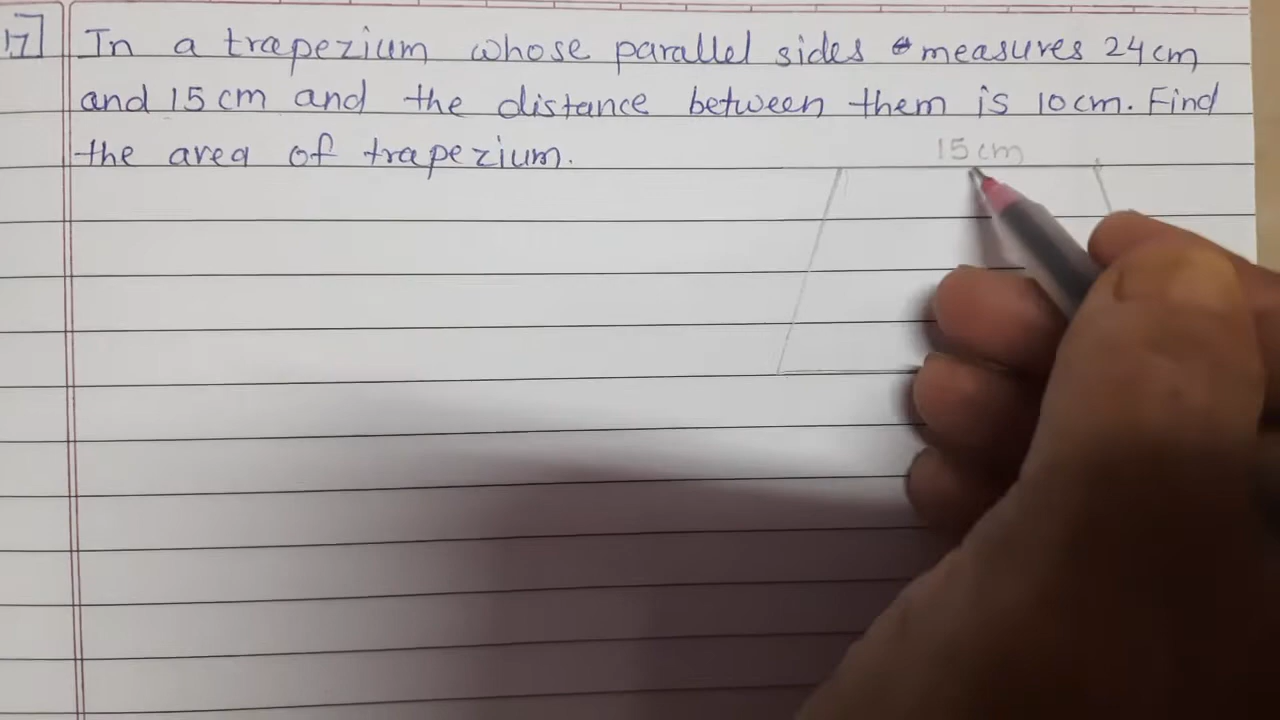 17
In a trapezium whose parallel sides measures 24 cm
and 15 cm and the distance between them is 10 cm. Find
the area of trapezium.
15 cm